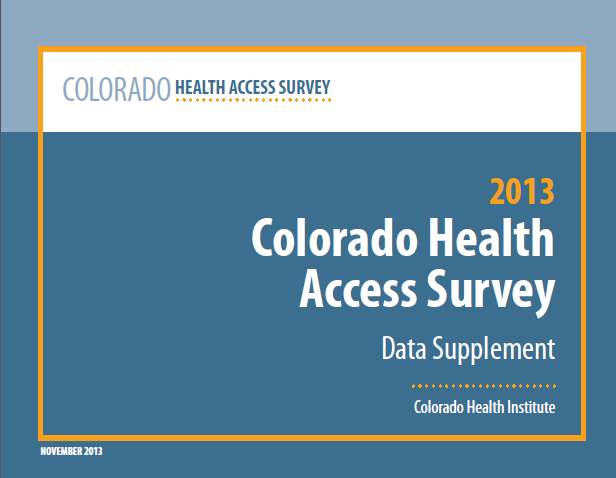 COLORADO HEALTH ACCESS SURVEY
2013
Colorado Health
Access Survey
Data Supplement
Colorado Health Institute
NOVEMBER 2013